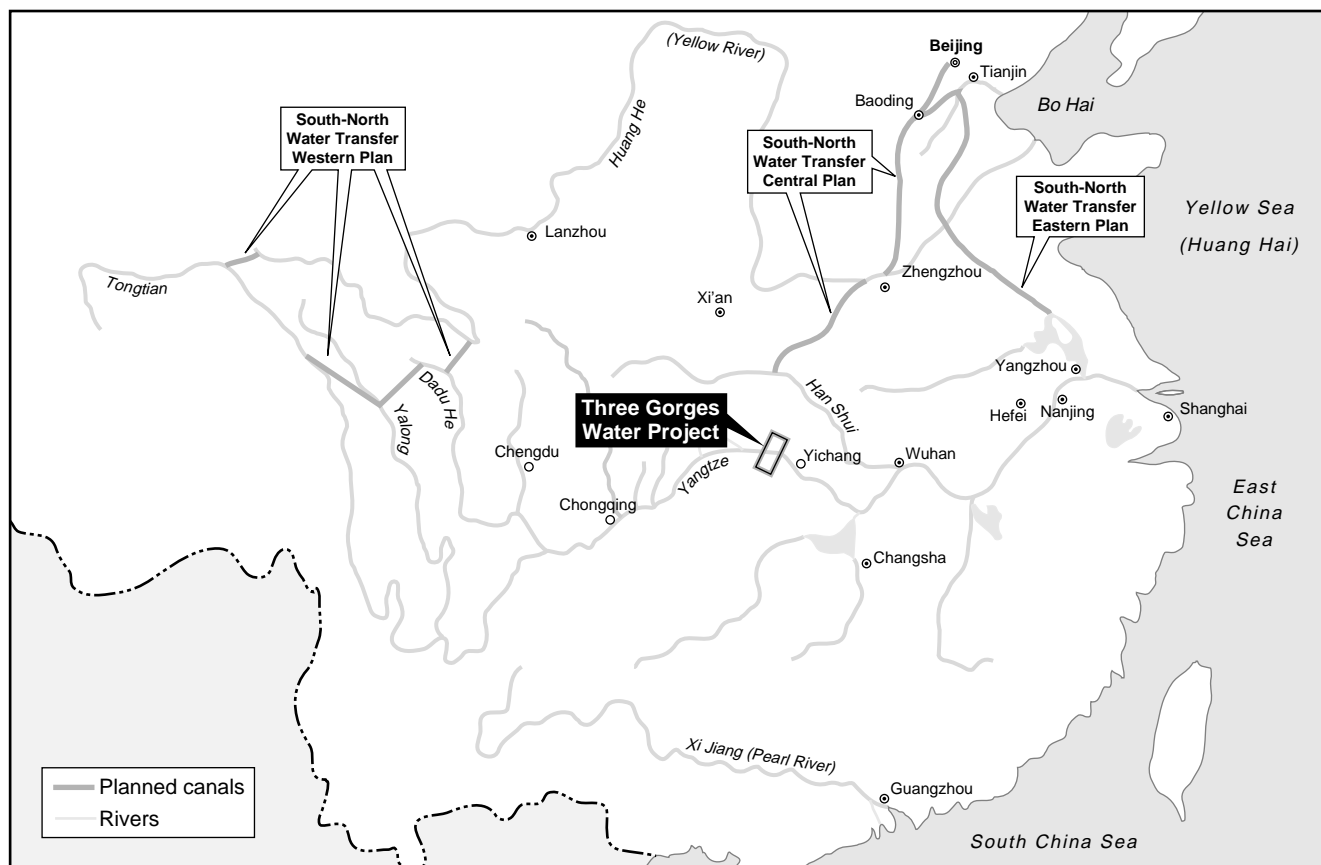 (Yellow River)
Huang He
Beijing
Tianjin
Baoding
Bo Hai
South-North
Water Transfer
Western Plan
South-North
Water Transfer
Central Plan
South-North
Water Transfer
Eastern Plan
Yellow Sea
(Huang Hai)
Lanzhou
Tongtian
Zhengzhou
Xi'an
Yangzhou
Dadu He
Han Shui
Three Gorges
Water Project
Hefei
Nanjing
Shanghai
Yalong
Chengdu
Yangtze
Yichang
Wuhan
Chongqing
East
China
Sea
Changsha
Xi Jiang (Pearl River)
Guangzhou
Planned canals
Rivers
South China Sea